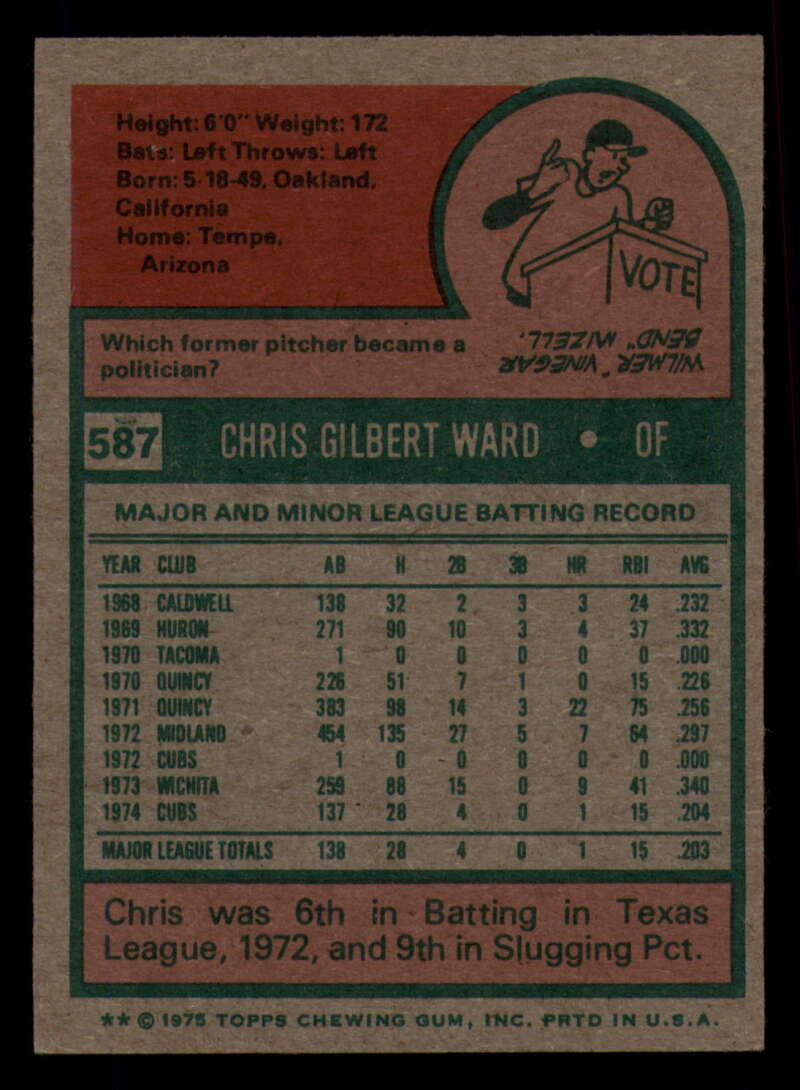 Height: 6'0" Weight: 172
Bats: Left Throws: Left
Born: 5-18-49, Oakland,
California
Home: Tempe,
Arizona
VOTE
Which former pitcher became a
politician?
WILMER "VINEGAR
BEND" MIZELL.
587 CHRIS GILBERT WARD • OF
MAJOR AND MINOR LEAGUE BATTING RECORD
YEAR CLUB AB H 2B 3B HR RBI AVG
1968 CALDWELL 138 32 2 3 3 24 .232
1969 HURON 271 90 10 3 4 37 .332
1970 TACOMA 1 0 0 0 0 0 .000
1970 QUINCY 226 51 7 1 0 15 .226
1971 QUINCY 383 98 14 3 22 75 .256
1972 MIDLAND 454 135 27 5 7 64 .297
1972 CUBS 1 0 0 0 0 0 .000
1973 WICHITA 259 88 15 0 9 41 .340
1974 CUBS 137 28 4 0 1 15 .204
MAJOR LEAGUE TOTALS 138 28 4 0 1 15 .203
Chris was 6th in Batting in Texas
League, 1972, and 9th in Slugging Pct.
** © 1975 TOPPS CHEWING GUM, INC. PRTD IN U.S.A.